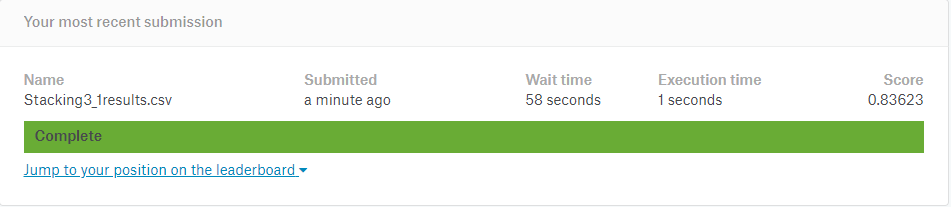 Your most recent submission
Name Submitted Wait time Execution time Score
Stacking3_1results.csv a minute ago 58 seconds 1 seconds 0.83623
Complete
Jump to your position on the leaderboard